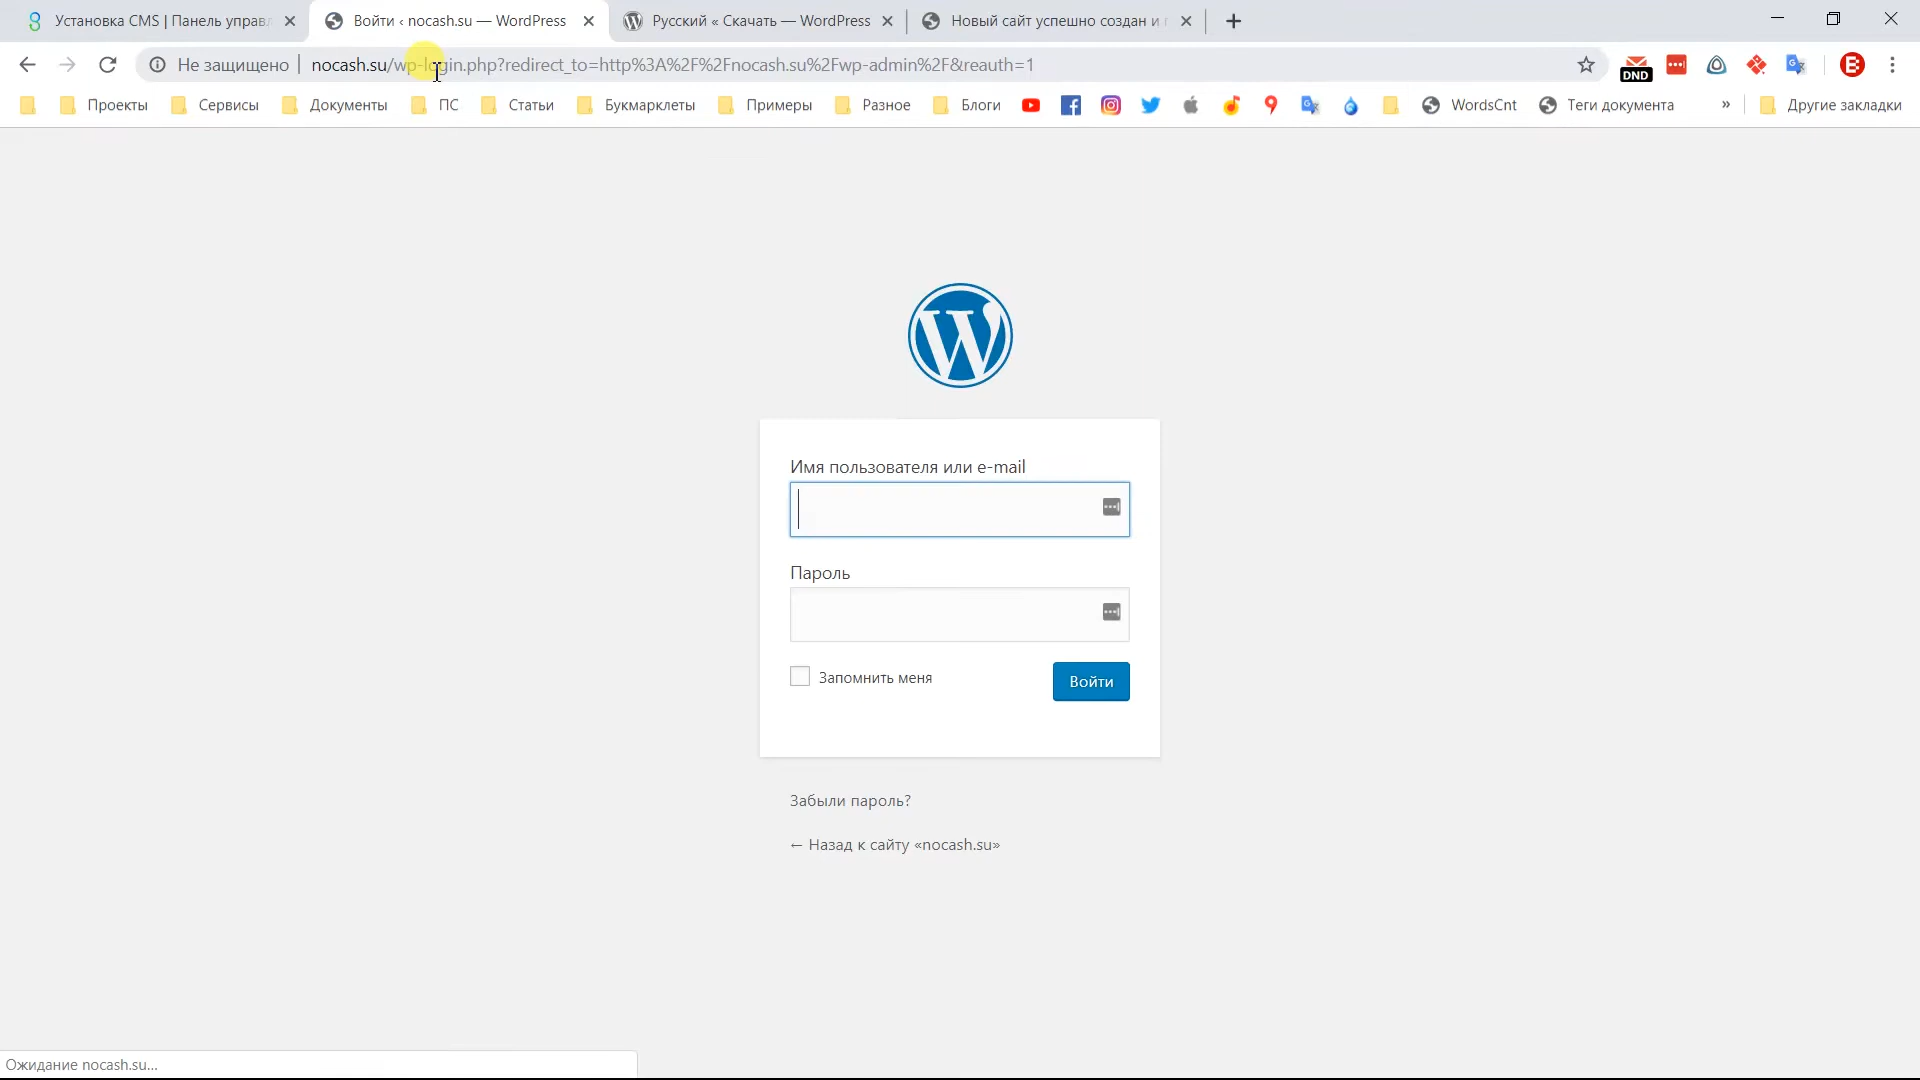 Установка CMS | Панель управл
Войти ‹ nocash.su — WordPress
Русский « Скачать — WordPress
Новый сайт успешно создан и г
Не защищено
nocash.su/wp-login.php?redirect_to=http%3A%2F%2Fnocash.su%2Fwp-admin%2F&reauth=1
DND
Проекты
Сервисы
Документы
ПС
Статьи
Букмарклеты
Примеры
Разное
Блоги
WordsCnt
Теги документа
»
Другие закладки
Имя пользователя или e-mail
Пароль
Запомнить меня
Войти
Забыли пароль?
← Назад к сайту «nocash.su»
Ожидание nocash.su...